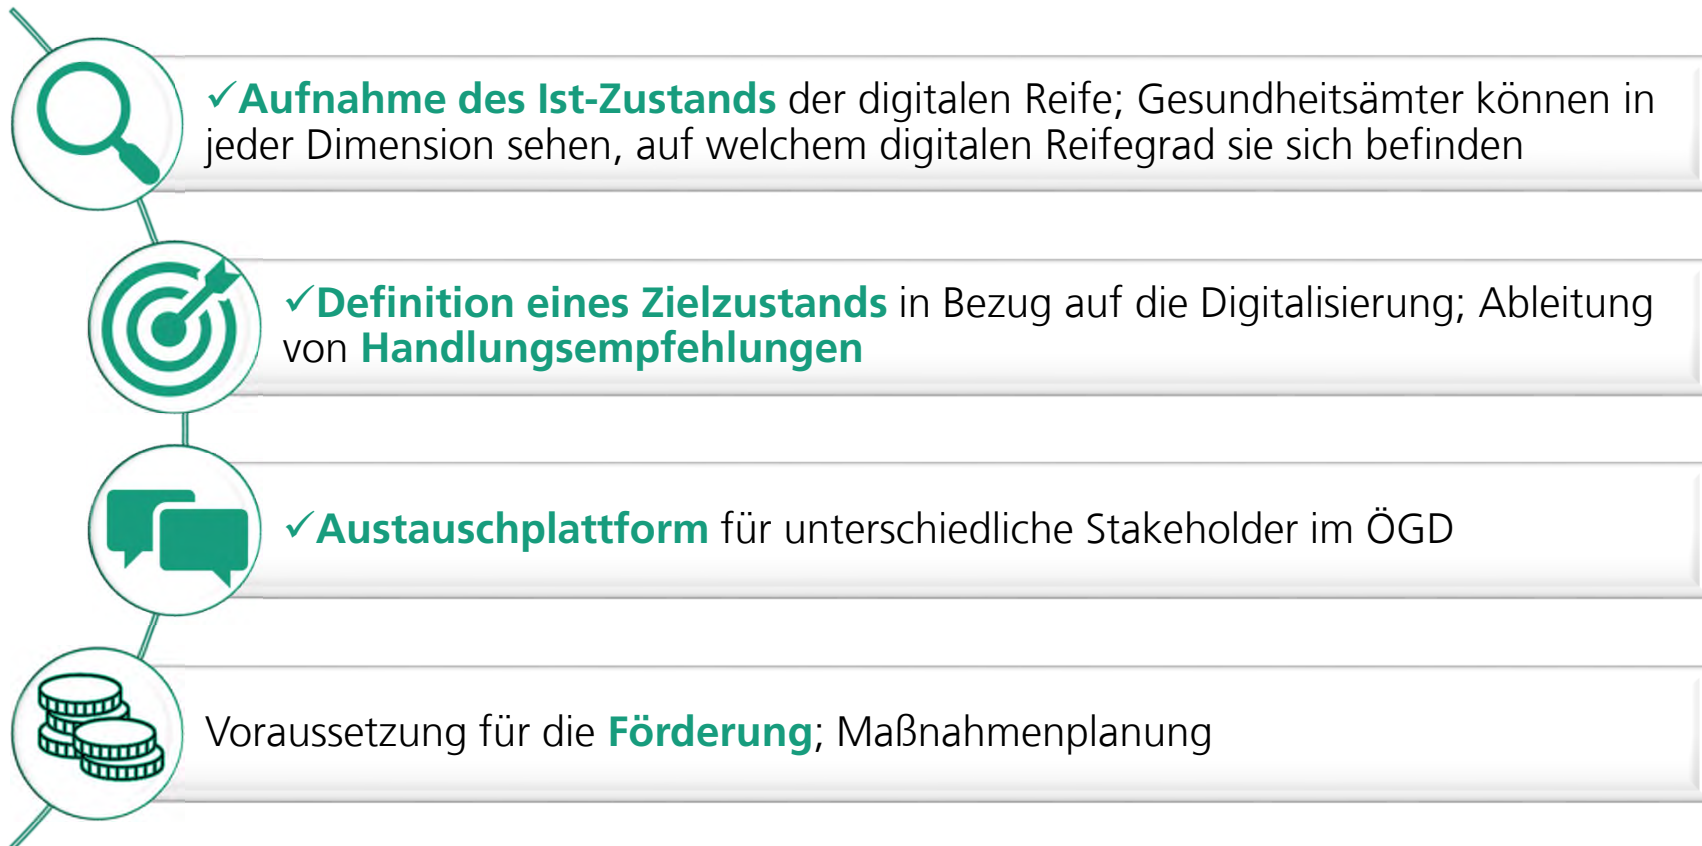 ✓Aufnahme des Ist-Zustands der digitalen Reife; Gesundheitsämter können in
jeder Dimension sehen, auf welchem digitalen Reifegrad sie sich befinden
✓Definition eines Zielzustands in Bezug auf die Digitalisierung; Ableitung
von Handlungsempfehlungen
✓Austauschplattform für unterschiedliche Stakeholder im ÖGD
Voraussetzung für die Förderung; Maßnahmenplanung